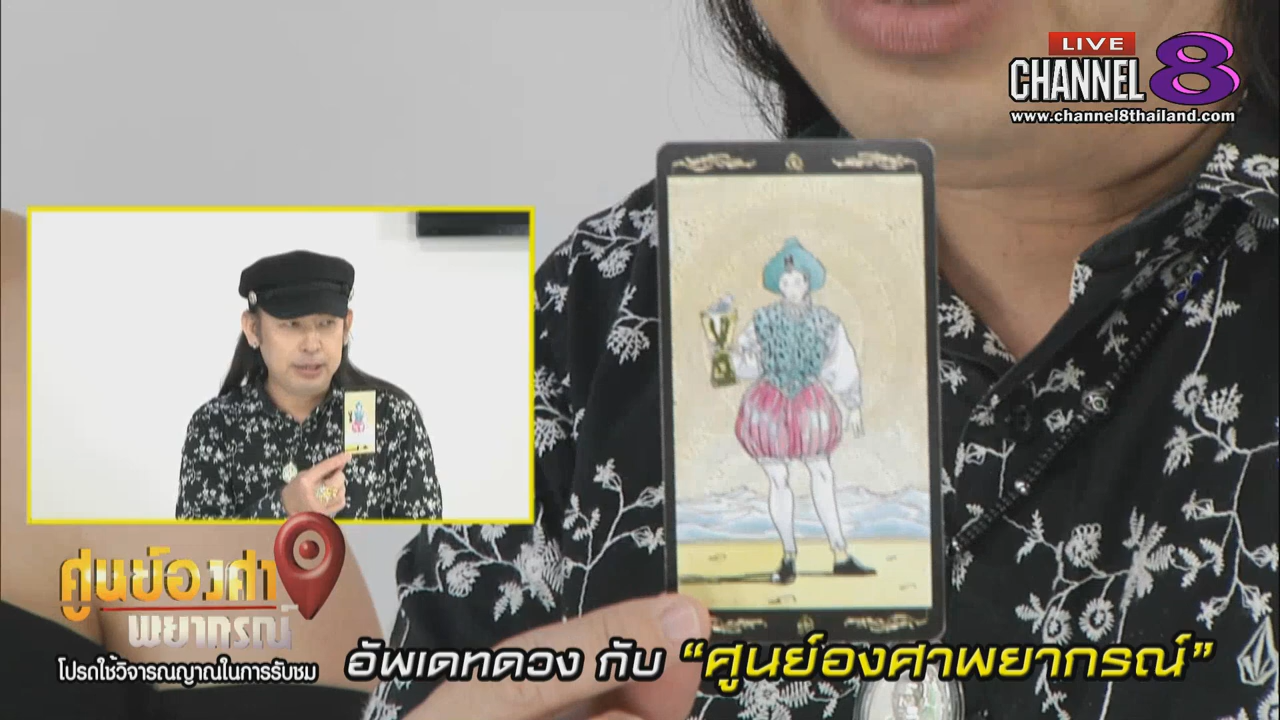 LIVE
CHANNEL 8
www.channel8thailand.com
ศูนย์องศา
พยากรณ์
โปรดใช้วิจารณญาณในการรับชม
อัพเดทดวง กับ “ศูนย์องศาพยากรณ์”